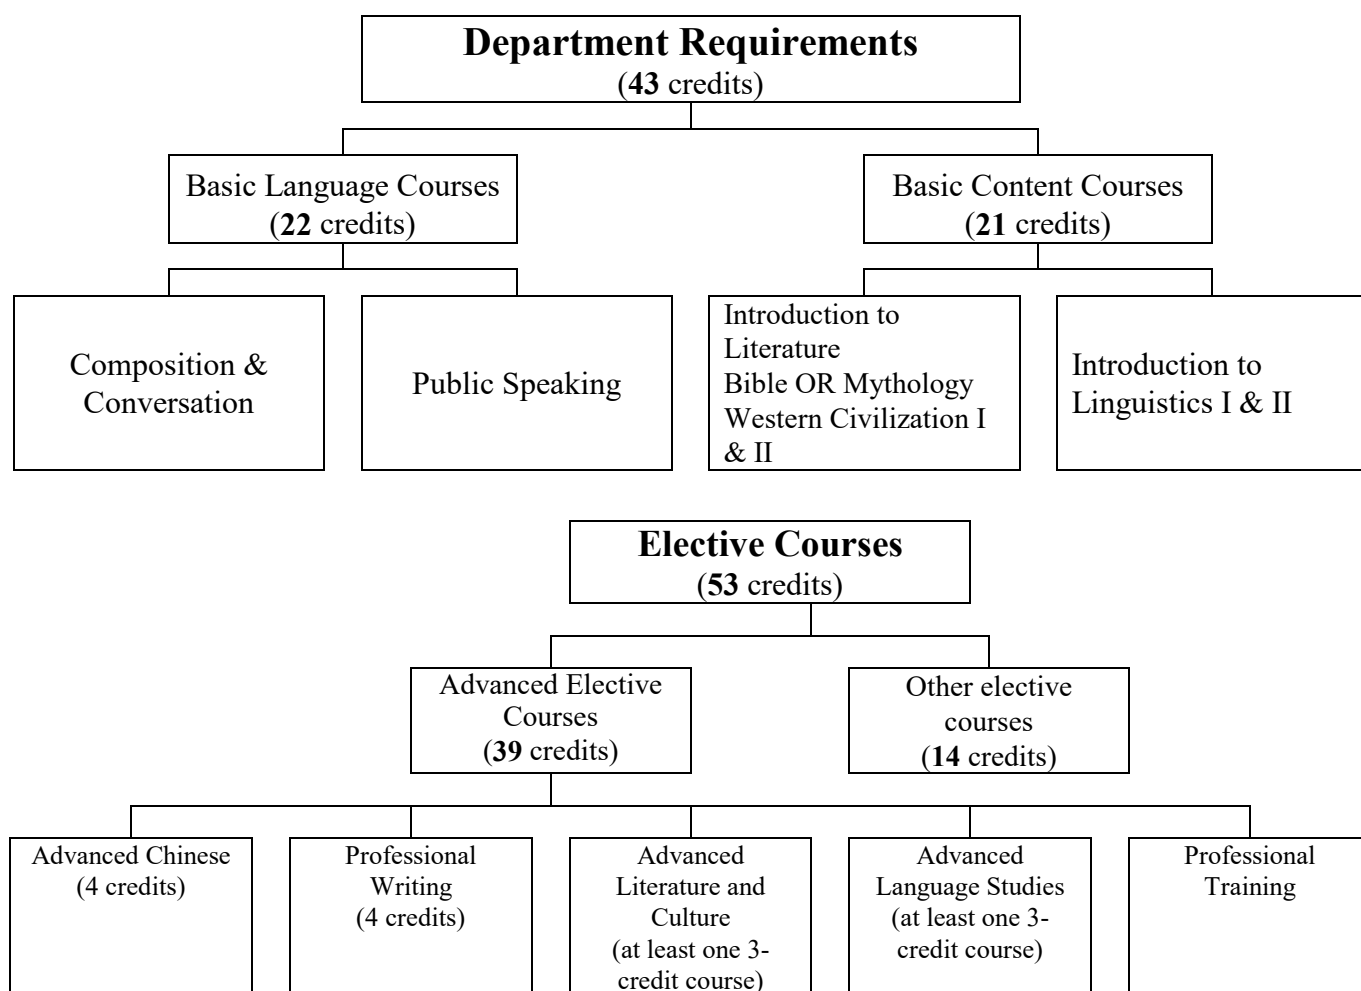 Department Requirements
(43 credits)
Basic Language Courses
(22 credits)
Basic Content Courses
(21 credits)
Composition &
Conversation
Public Speaking
Introduction to
Literature
Bible OR Mythology
Western Civilization I
& II
Introduction to
Linguistics I & II
Elective Courses
(53 credits)
Advanced Elective
Courses
(39 credits)
Other elective
courses
(14 credits)
Advanced Chinese
(4 credits)
Professional
Writing
(4 credits)
Advanced
Literature and
Culture
(at least one 3-
credit course)
Advanced
Language Studies
(at least one 3-
credit course)
Professional
Training